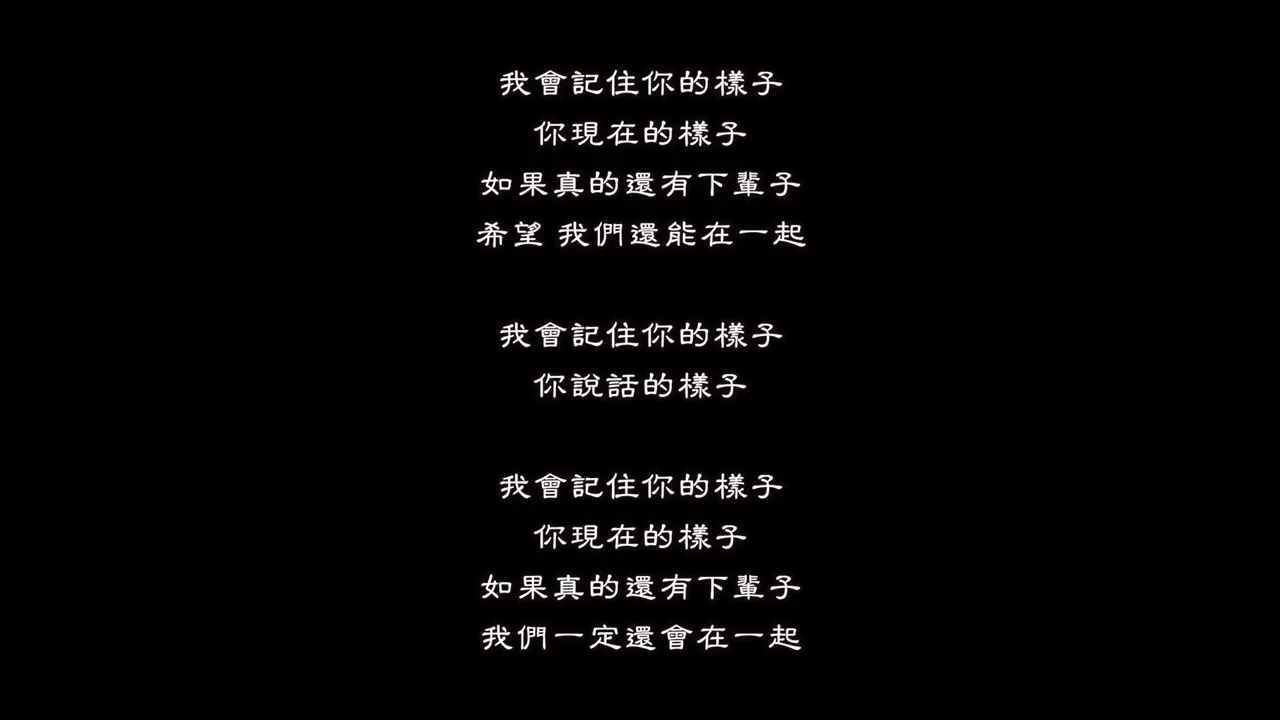 我會記住你的樣子
你現在的樣子
如果真的還有下輩子
希望 我們還能在一起
我會記住你的樣子
你說話的樣子
我會記住你的樣子
你現在的樣子
如果真的還有下輩子
我們一定還會在一起